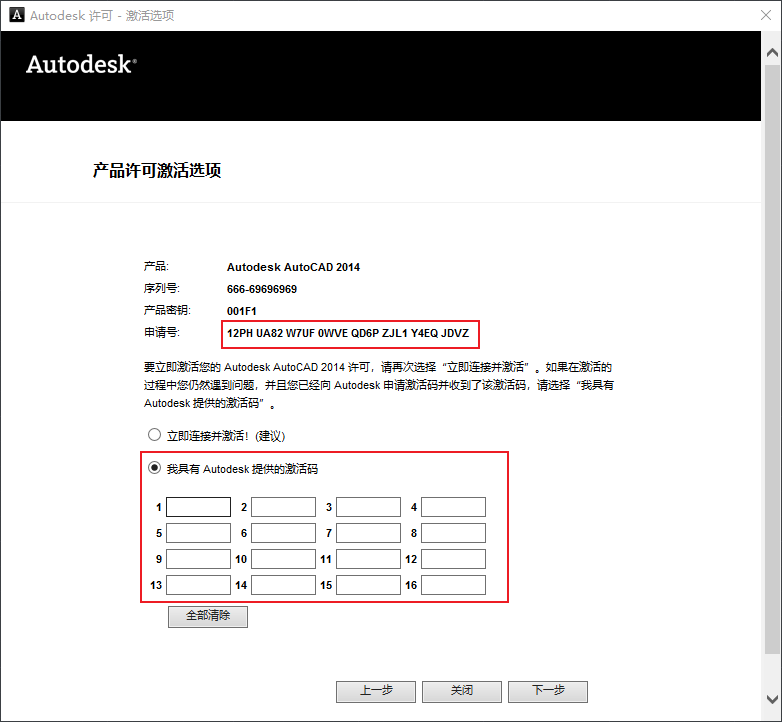 Autodesk 许可 - 激活选项
Autodesk®
产品许可激活选项
产品: Autodesk AutoCAD 2014
序列号: 666-69696969
产品密钥: 001F1
申请号: 12PH UA82 W7UF 0WVE QD6P ZJL1 Y4EQ JDVZ
要立即激活您的 Autodesk AutoCAD 2014 许可，请再次选择“立即连接并激活”。如果在激活的
过程中您仍然遇到问题，并且您已经向 Autodesk 申请激活码并收到了该激活码，请选择“我具有
Autodesk 提供的激活码”。
立即连接并激活! (建议)
我具有 Autodesk 提供的激活码
1 2 3 4
5 6 7 8
9 10 11 12
13 14 15 16
全部清除
上一步 关闭 下一步